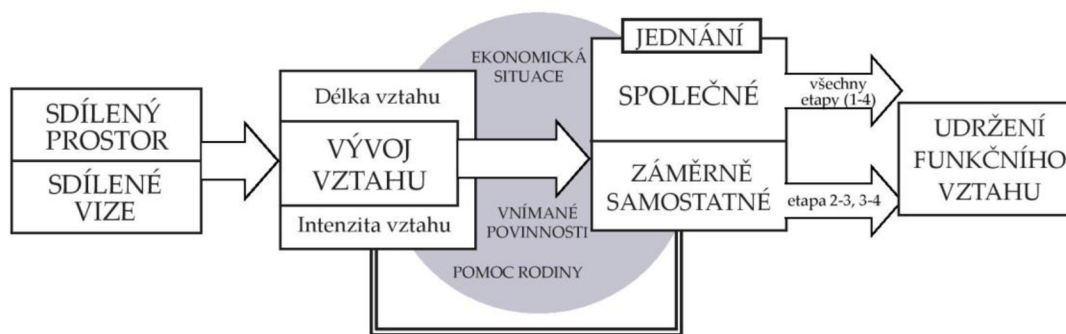 SDÍLENÝ
PROSTOR
SDÍLENÉ
VIZE
Délka vztahu
VÝVOJ
VZTAHU
Intenzita vztahu
EKONOMICKÁ
SITUACE
VNÍMANÉ
POVINNOSTI
POMOC RODINY
JEDNÁNÍ
SPOLEČNÉ
ZÁMĚRNĚ
SAMOSTATNÉ
všechny
etapy (1-4)
etapa 2-3, 3-4
UDRŽENÍ
FUNKČNÍHO
VZTAHU